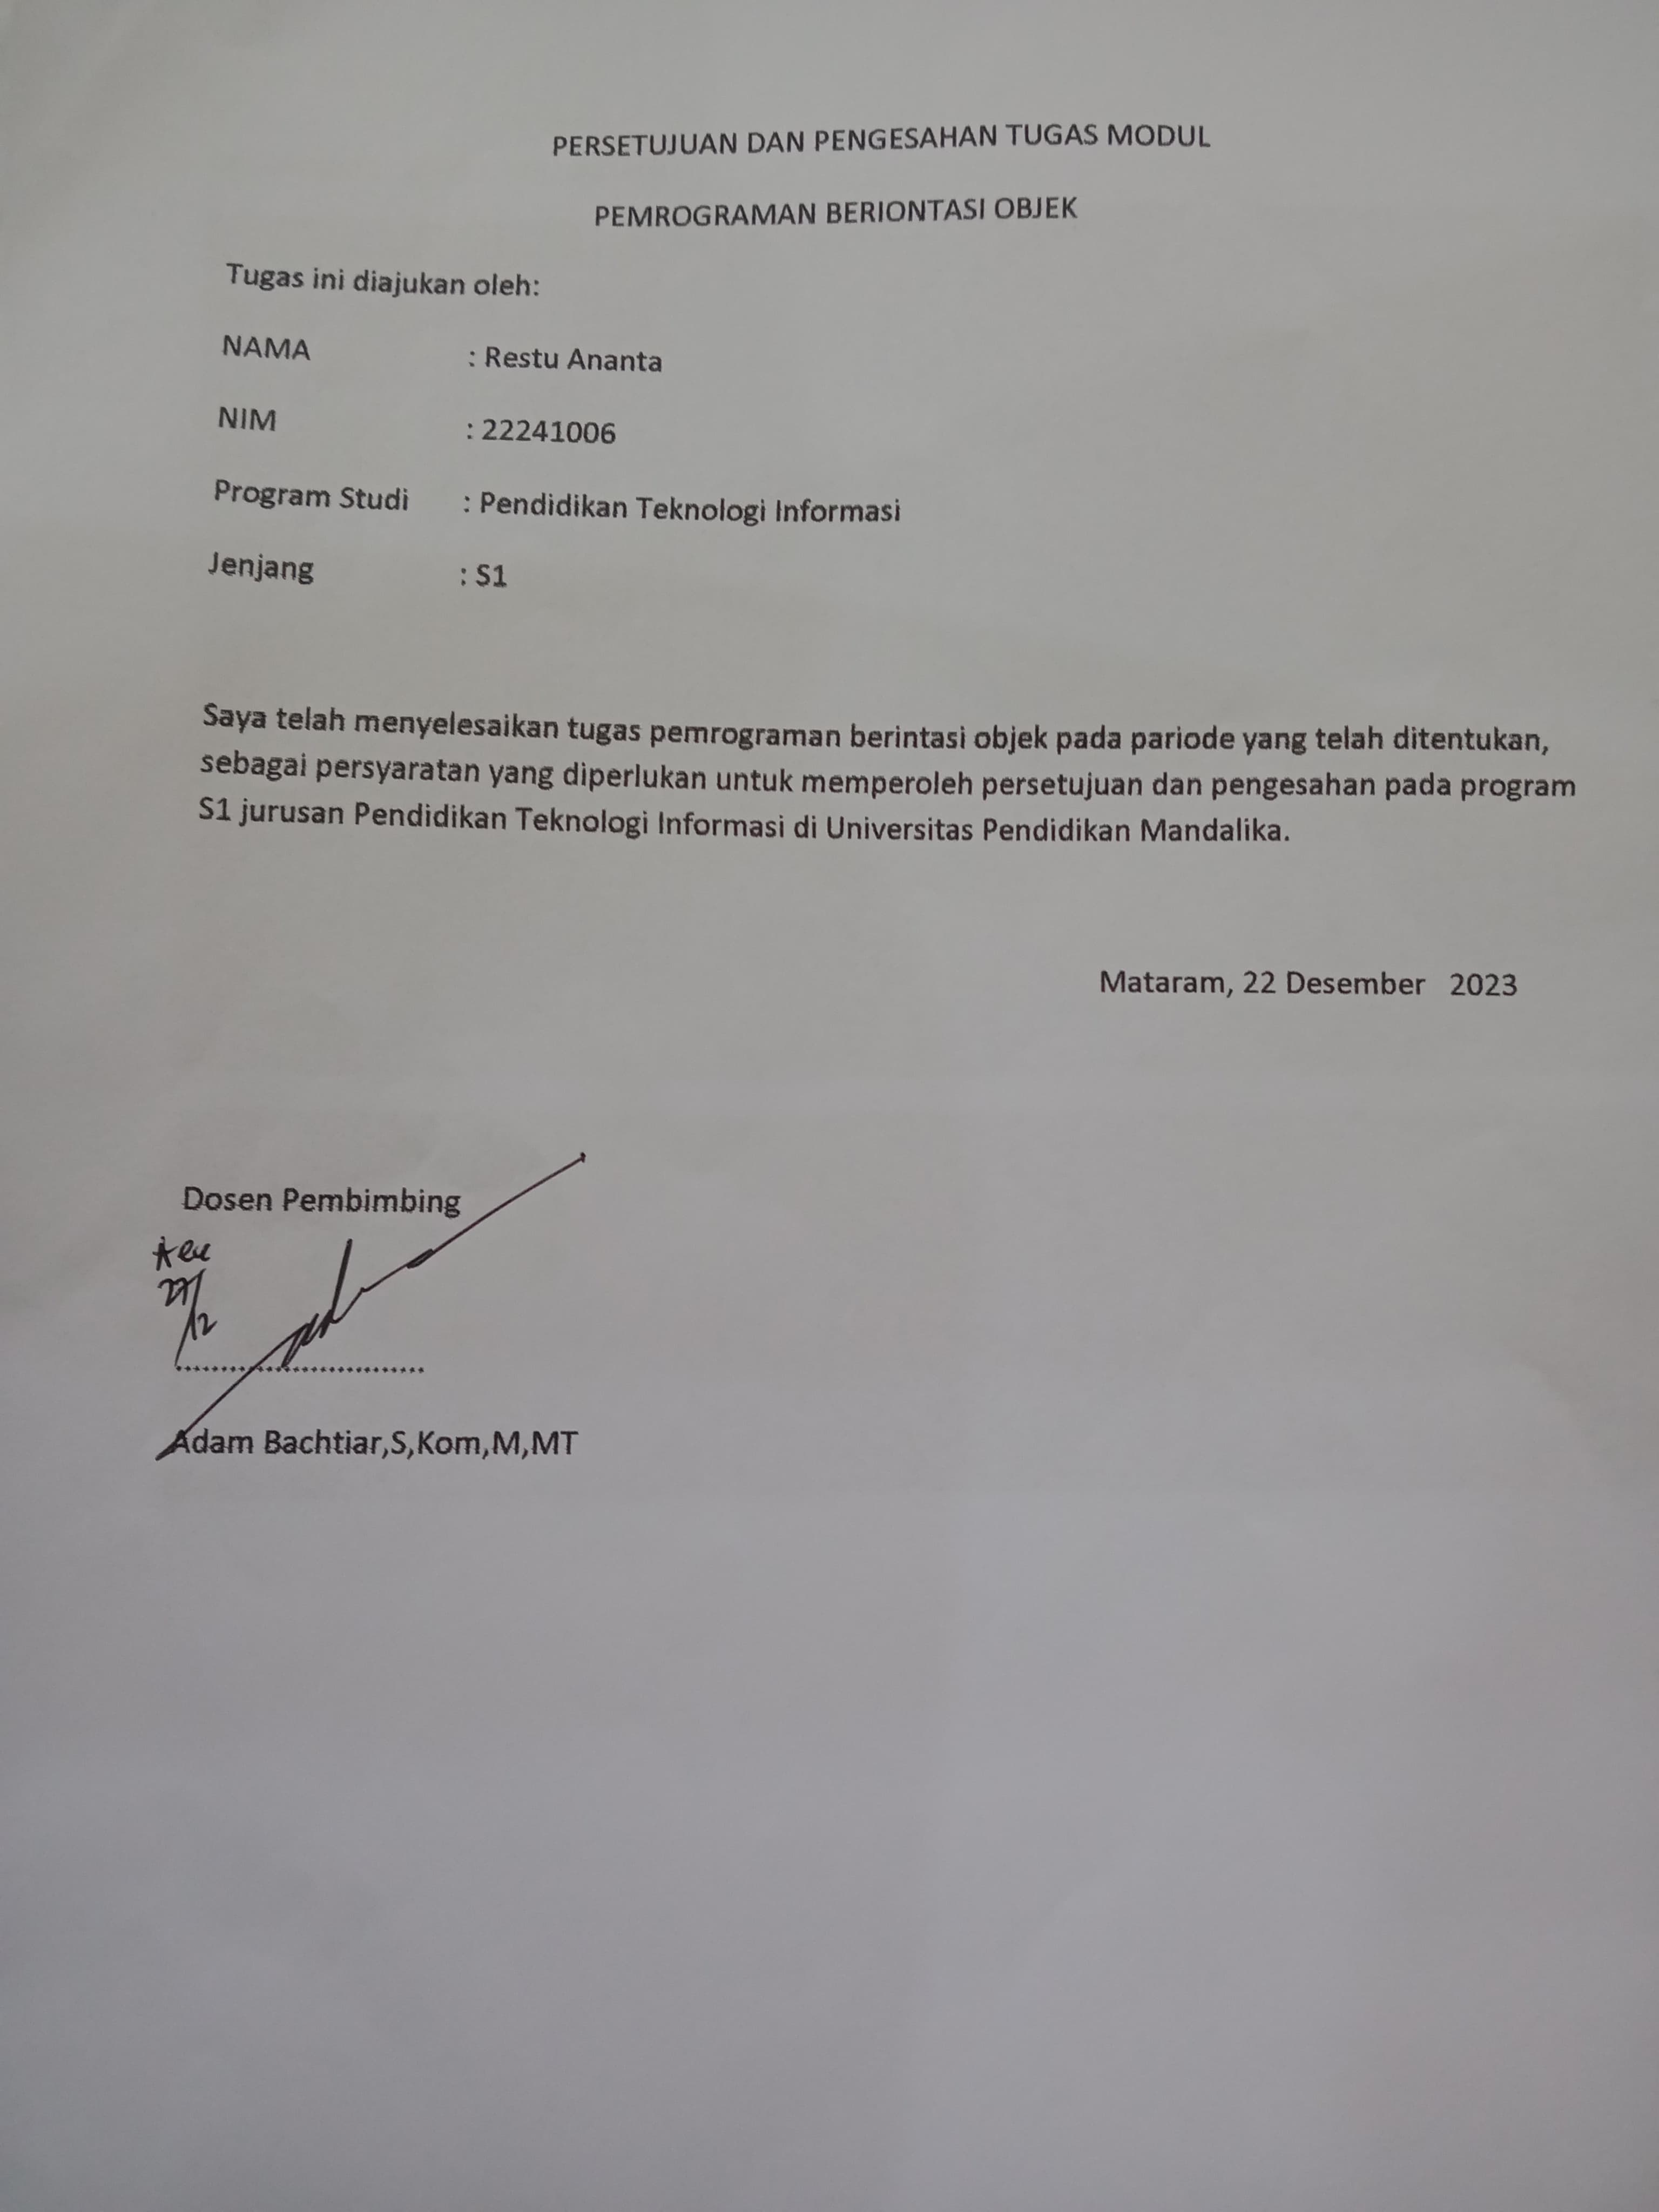 PERSETUJUAN DAN PENGESAHAN TUGAS MODUL
PEMROGRAMAN BERIONTASI OBJEK
Tugas ini diajukan oleh:
NAMA : Restu Ananta
NIM : 22241006
Program Studi : Pendidikan Teknologi Informasi
Jenjang : S1
Saya telah menyelesaikan tugas pemrograman berintasi objek pada pariode yang telah ditentukan,
sebagai persyaratan yang diperlukan untuk memperoleh persetujuan dan pengesahan pada program
S1 jurusan Pendidikan Teknologi Informasi di Universitas Pendidikan Mandalika.
Mataram, 22 Desember 2023
Dosen Pembimbing
Adam Bachtiar,S,Kom,M,MT